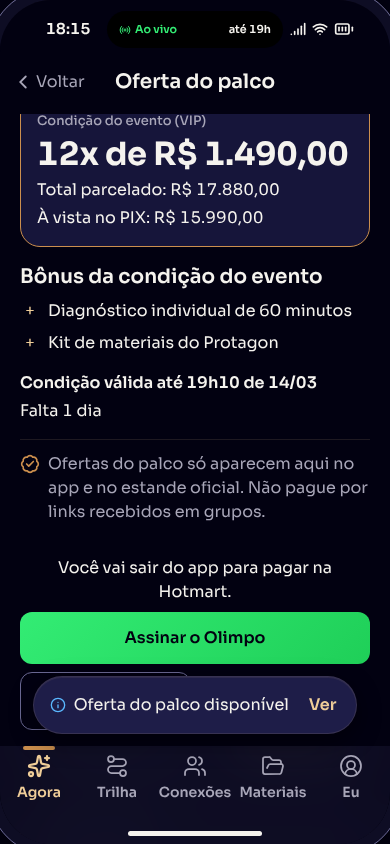 18:15
Ao vivo
até 19h
Voltar
Oferta do palco
Condição do evento (VIP)
12x de R$ 1.490,00
Total parcelado: R$ 17.880,00
À vista no PIX: R$ 15.990,00
Bônus da condição do evento
+ Diagnóstico individual de 60 minutos
+ Kit de materiais do Protagon
Condição válida até 19h10 de 14/03
Falta 1 dia
Ofertas do palco só aparecem aqui no
app e no estande oficial. Não pague por
links recebidos em grupos.
Você vai sair do app para pagar na
Hotmart.
Assinar o Olimpo
Oferta do palco disponível
Ver
Agora
Trilha
Conexões
Materiais
Eu